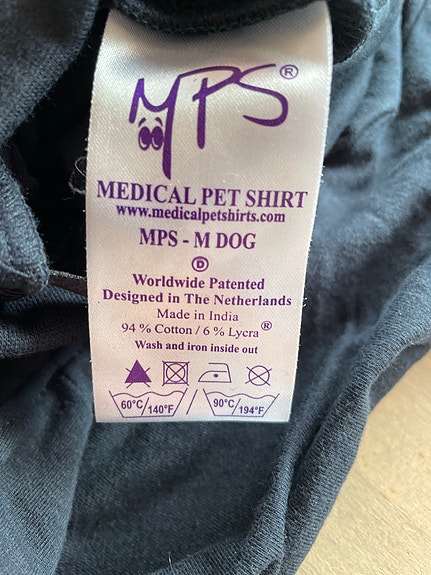 MPS®
MEDICAL PET SHIRT
www.medicalpetshirts.com
MPS - M DOG
Ⓓ
Worldwide Patented
Designed in The Netherlands
Made in India
94 % Cotton / 6 % Lycra®
Wash and iron inside out
60°C/140°F / 90°C/194°F